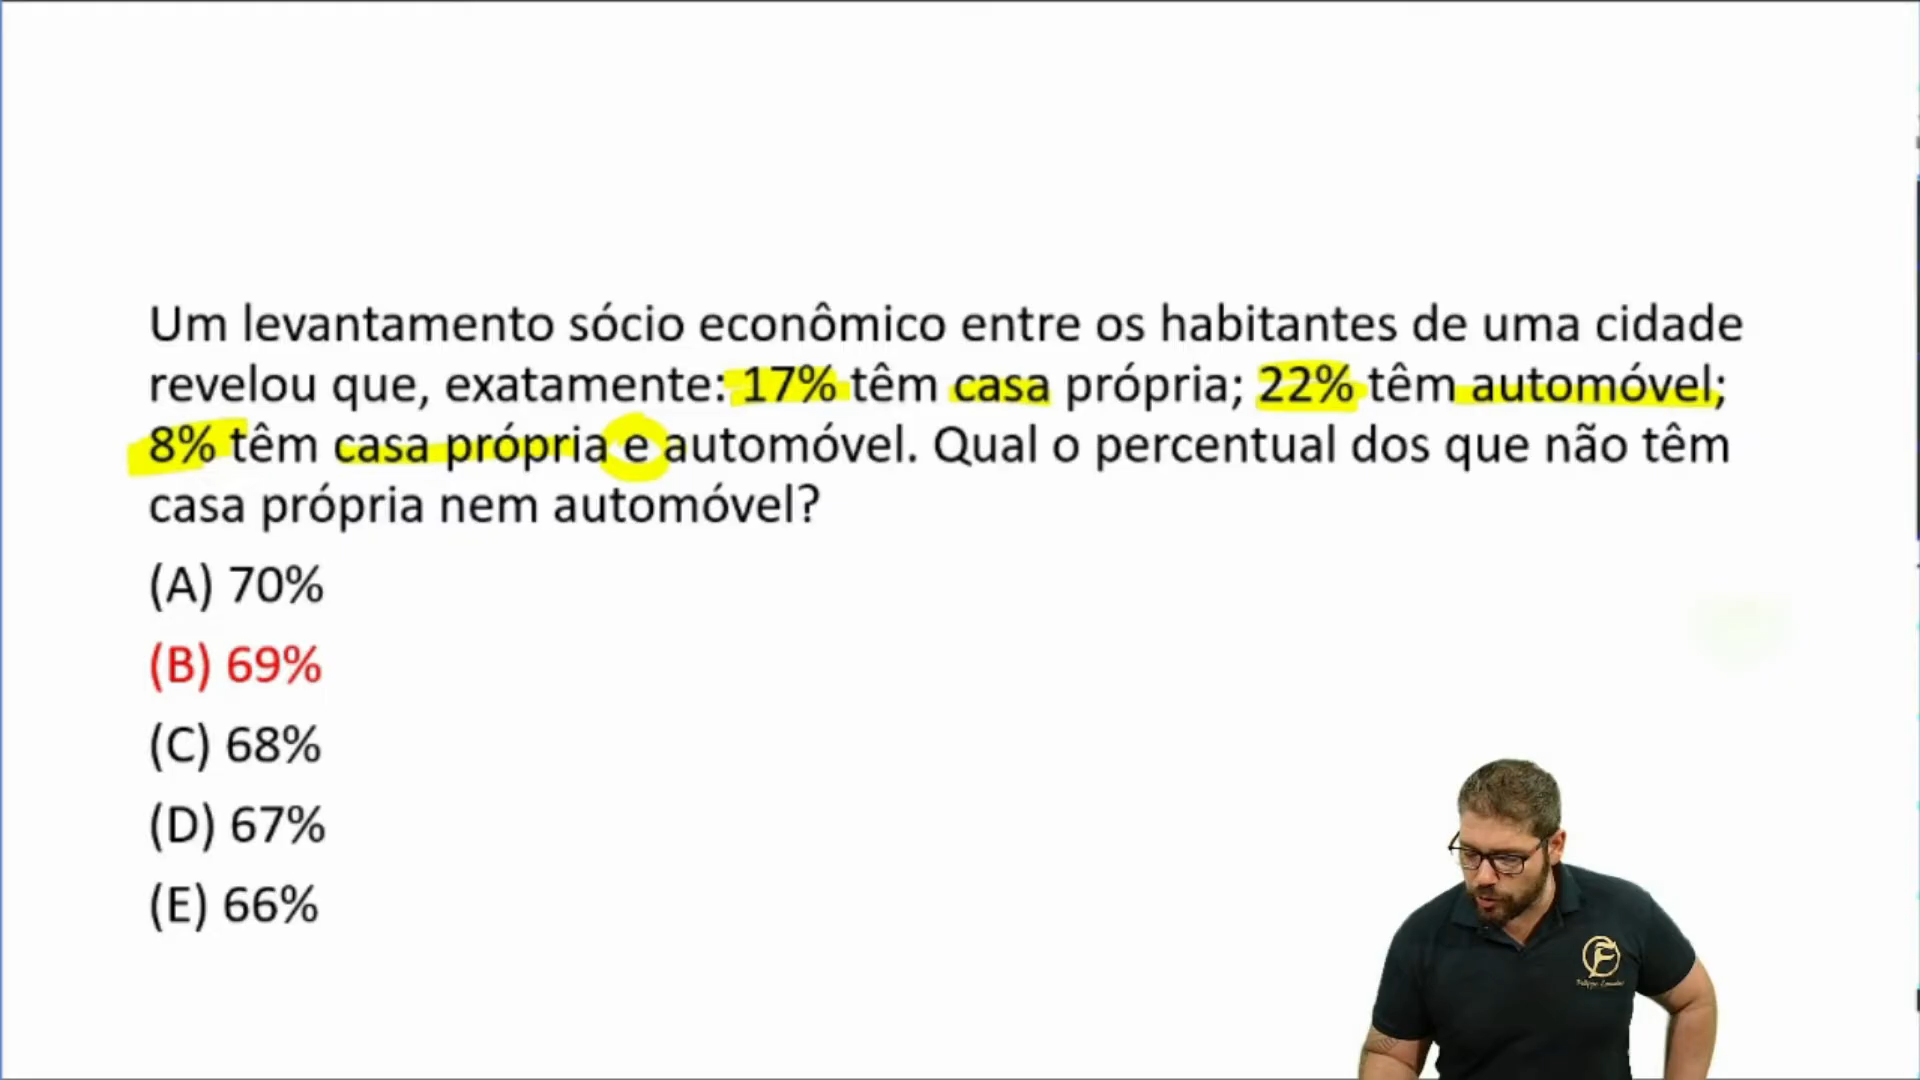 Um levantamento sócio econômico entre os habitantes de uma cidade
revelou que, exatamente: 17% têm casa própria; 22% têm automóvel;
8% têm casa própria e automóvel. Qual o percentual dos que não têm
casa própria nem automóvel?
(A) 70%
(B) 69%
(C) 68%
(D) 67%
(E) 66%